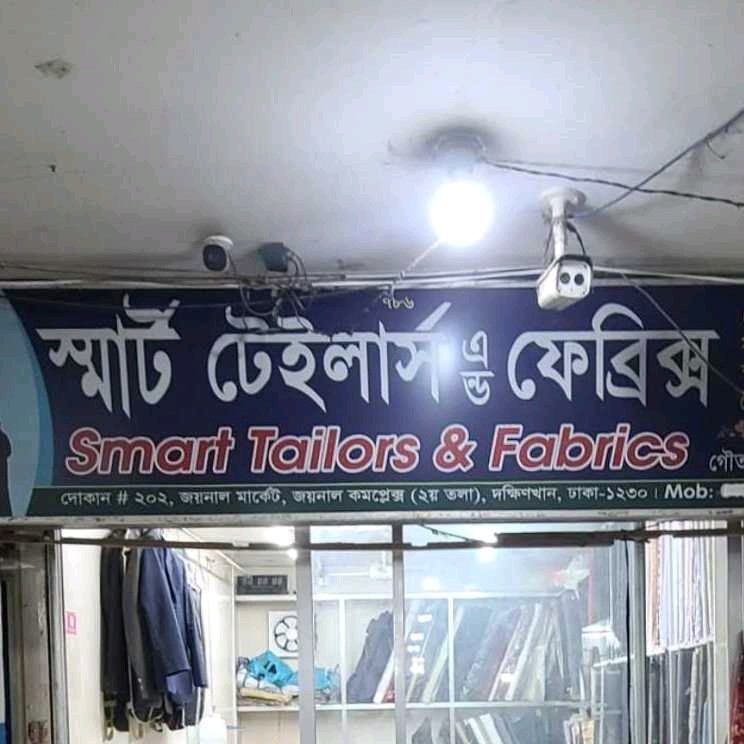 ৭৮৬
স্মার্ট টেইলার্স এন্ড ফেব্রিক্স
Smart Tailors & Fabrics
দোকান # ২০২, জয়নাল মার্কেট, জয়নাল কমপ্লেক্স (২য় তলা), দক্ষিণখান, ঢাকা-১২৩০। Mob: